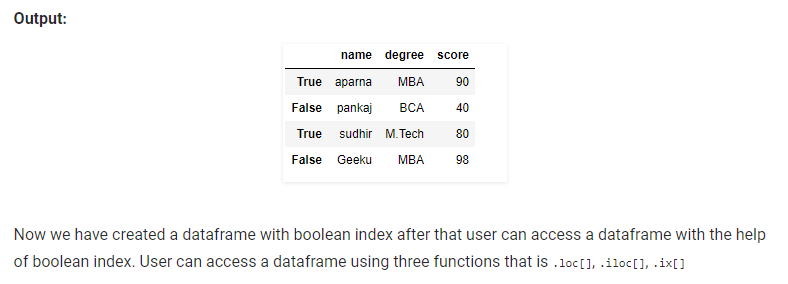 Output:
name degree score
True aparna MBA 90
False pankaj BCA 40
True sudhir M.Tech 80
False Geeku MBA 98
Now we have created a dataframe with boolean index after that user can access a dataframe with the help
of boolean index. User can access a dataframe using three functions that is .loc[], .iloc[], .ix[]